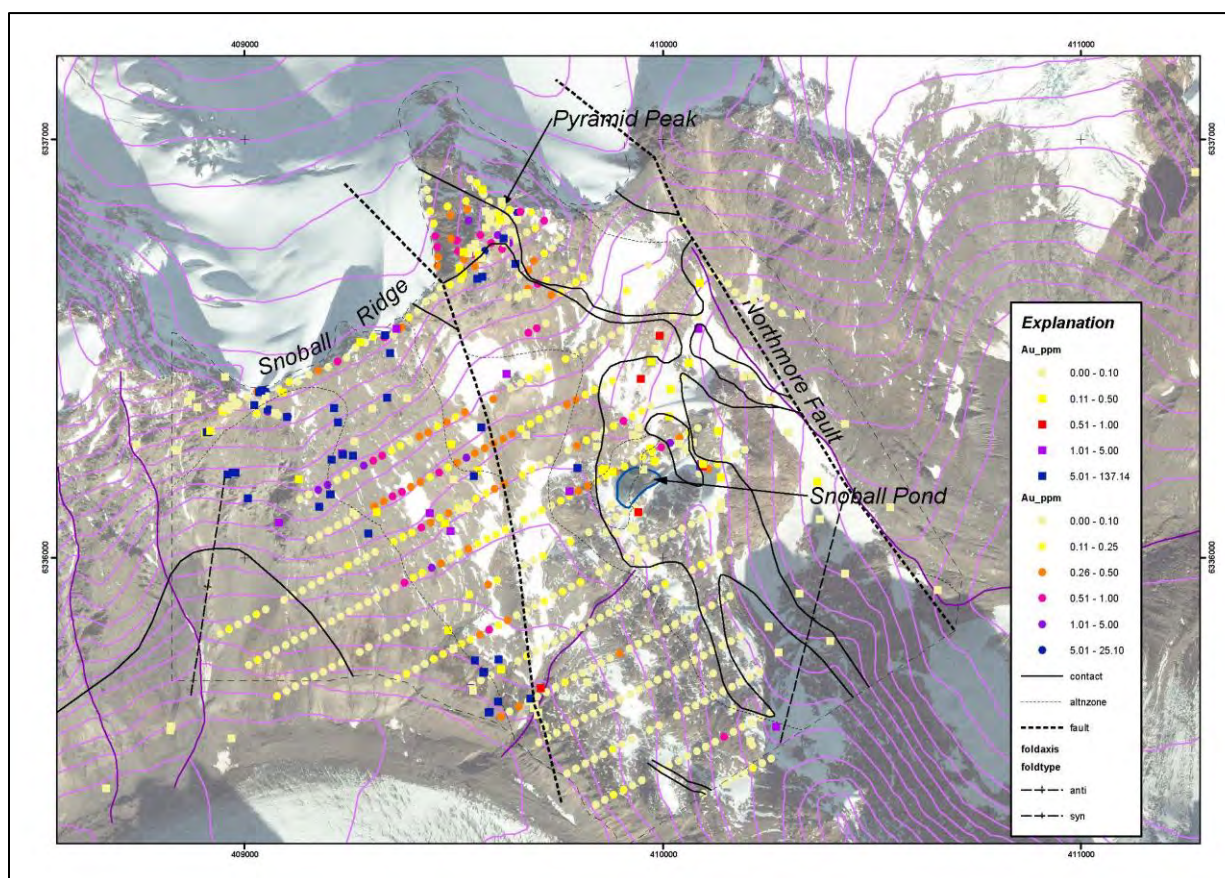 409000
410000
411000
6337000
6337000
Pyramid Peak
Snoball Ridge
Northmore Fault
Snoball Pond
6336000
6336000
Explanation
Au_ppm
0.00 - 0.10
0.11 - 0.50
0.51 - 1.00
1.01 - 5.00
5.01 - 137.14
Au_ppm
0.00 - 0.10
0.11 - 0.25
0.26 - 0.50
0.51 - 1.00
1.01 - 5.00
5.01 - 25.10
contact
altnzone
fault
foldaxis
foldtype
anti
syn
409000
410000
411000